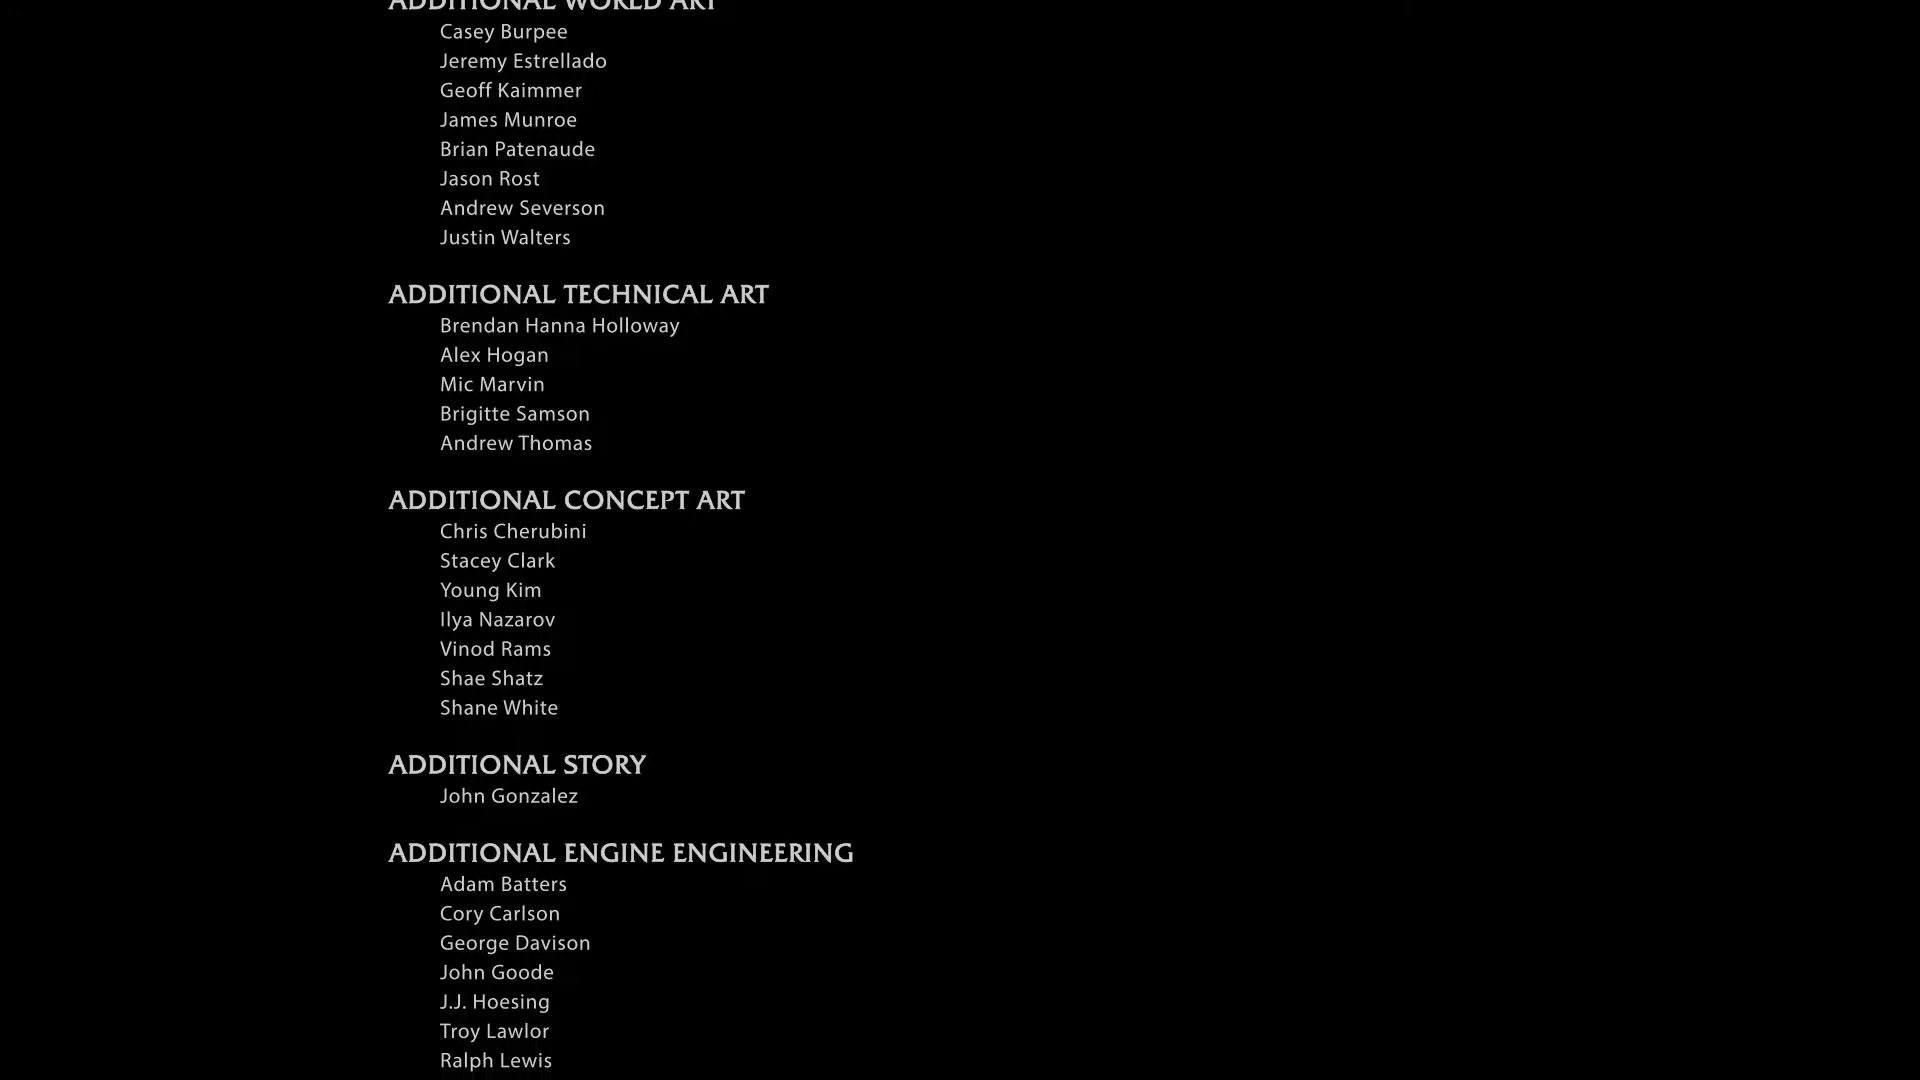 ADDITIONAL WORLD ART
Casey Burpee
Jeremy Estrellado
Geoff Kaimmer
James Munroe
Brian Patenaude
Jason Rost
Andrew Severson
Justin Walters
ADDITIONAL TECHNICAL ART
Brendan Hanna Holloway
Alex Hogan
Mic Marvin
Brigitte Samson
Andrew Thomas
ADDITIONAL CONCEPT ART
Chris Cherubini
Stacey Clark
Young Kim
Ilya Nazarov
Vinod Rams
Shae Shatz
Shane White
ADDITIONAL STORY
John Gonzalez
ADDITIONAL ENGINE ENGINEERING
Adam Batters
Cory Carlson
George Davison
John Goode
J.J. Hoesing
Troy Lawlor
Ralph Lewis